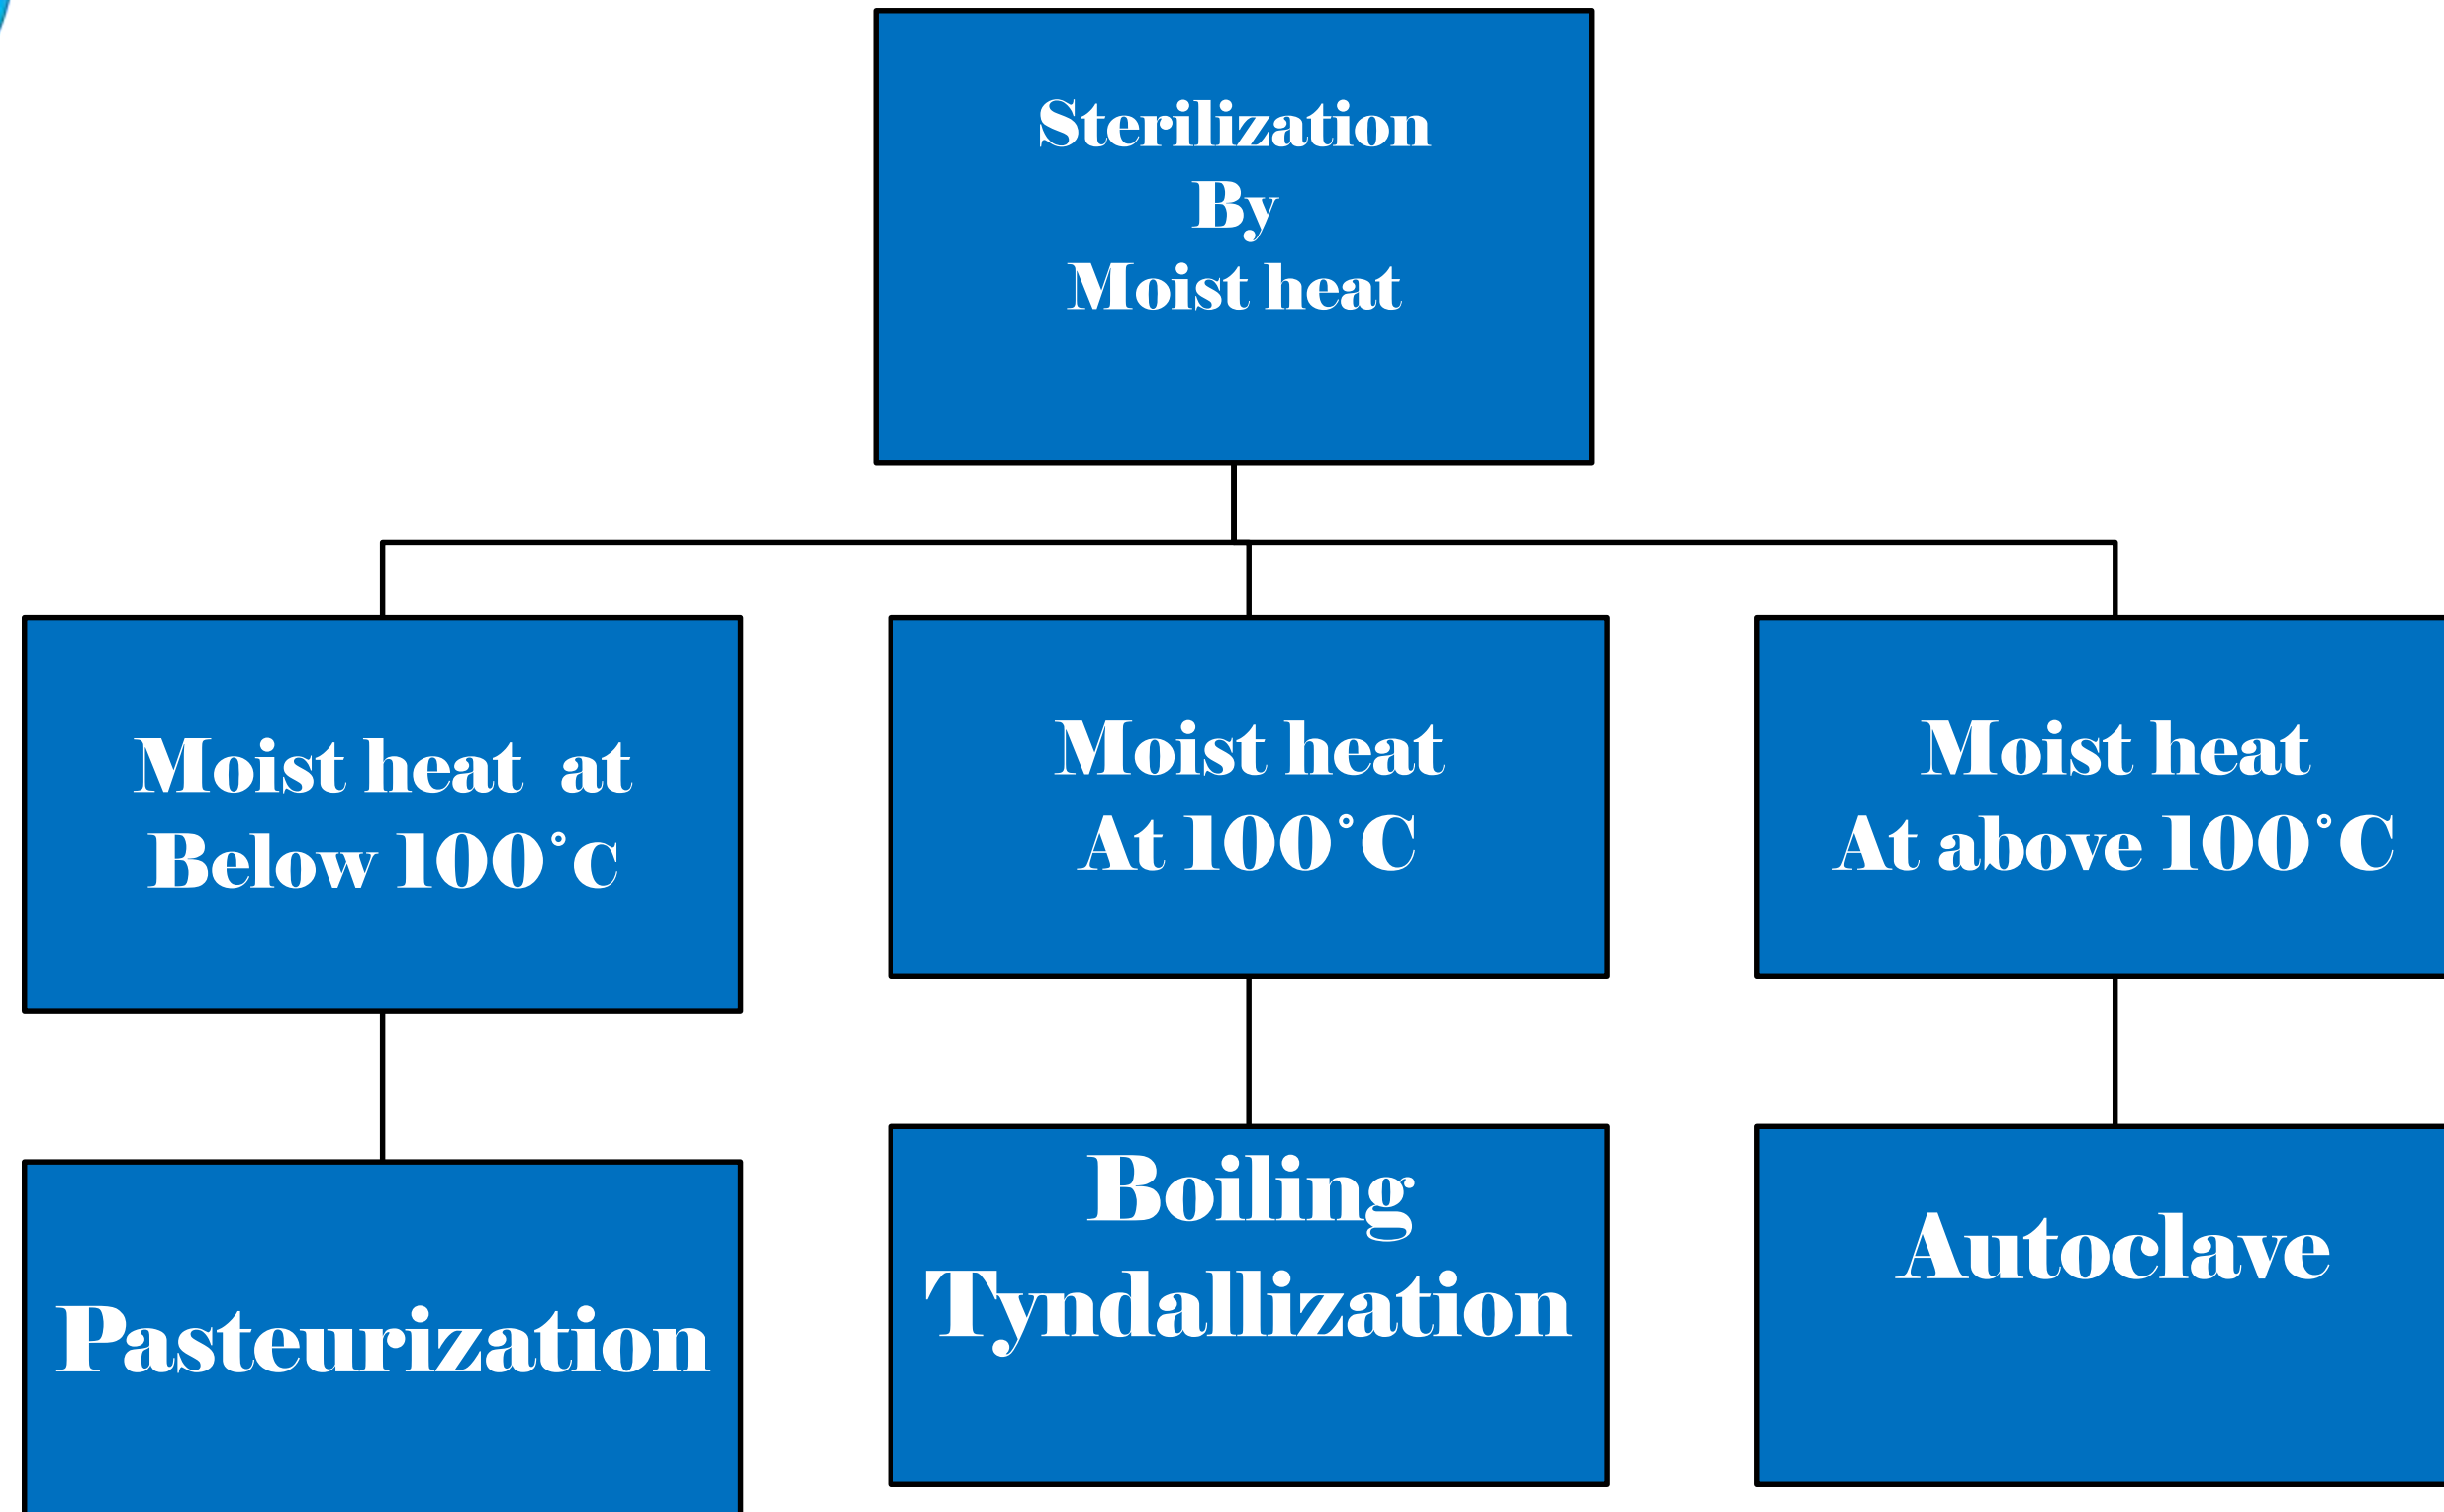 Sterilization
By
Moist heat
Moist heat at
Below 100°c
Moist heat
At 100°C
Moist heat
At above 100°C
Pasteurization
Boiling
Tyndallization
Autoclave